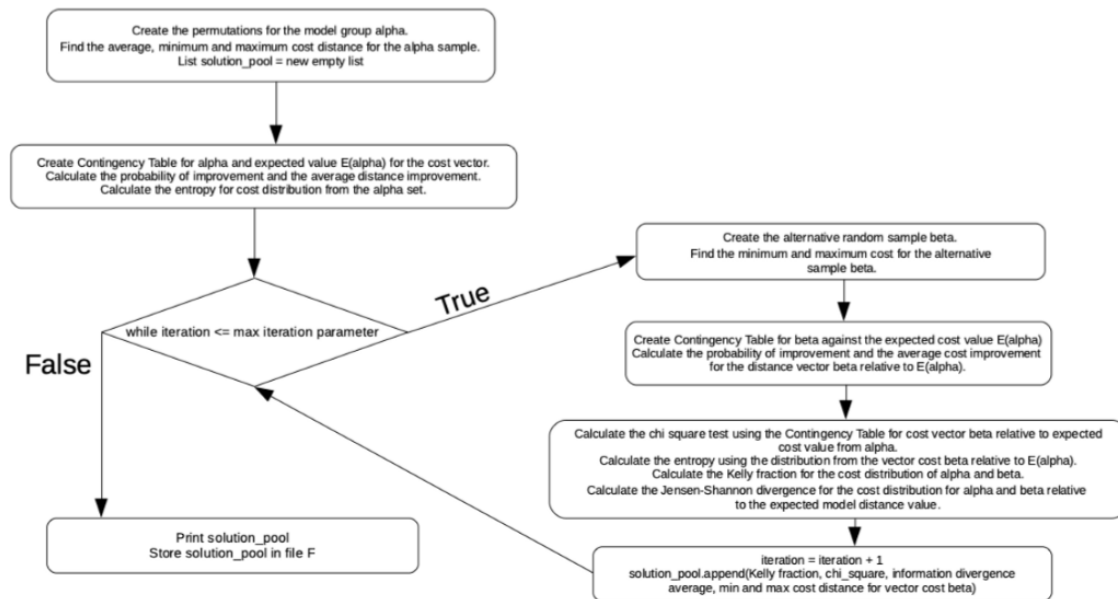 Create the permutations for the model group alpha.
Find the average, minimum and maximum cost distance for the alpha sample.
List solution_pool = new empty list
Create Contingency Table for alpha and expected value E(alpha) for the cost vector.
Calculate the probability of improvement and the average distance improvement.
Calculate the entropy for cost distribution from the alpha set.
while iteration <= max iteration parameter
True
False
Create the alternative random sample beta.
Find the minimum and maximum cost for the alternative
sample beta.
Create Contingency Table for beta against the expected cost value E(alpha)
Calculate the probability of improvement and the average cost improvement
for the distance vector beta relative to E(alpha).
Calculate the chi square test using the Contingency Table for cost vector beta relative to expected
cost value from alpha.
Calculate the entropy using the distribution from the vector cost beta relative to E(alpha).
Calculate the Kelly fraction for the cost distribution of alpha and beta.
Calculate the Jensen-Shannon divergence for the cost distribution for alpha and beta relative
to the expected model distance value.
iteration = iteration + 1
solution_pool.append(Kelly fraction, chi_square, information divergence
average, min and max cost distance for vector cost beta)
Print solution_pool
Store solution_pool in file F